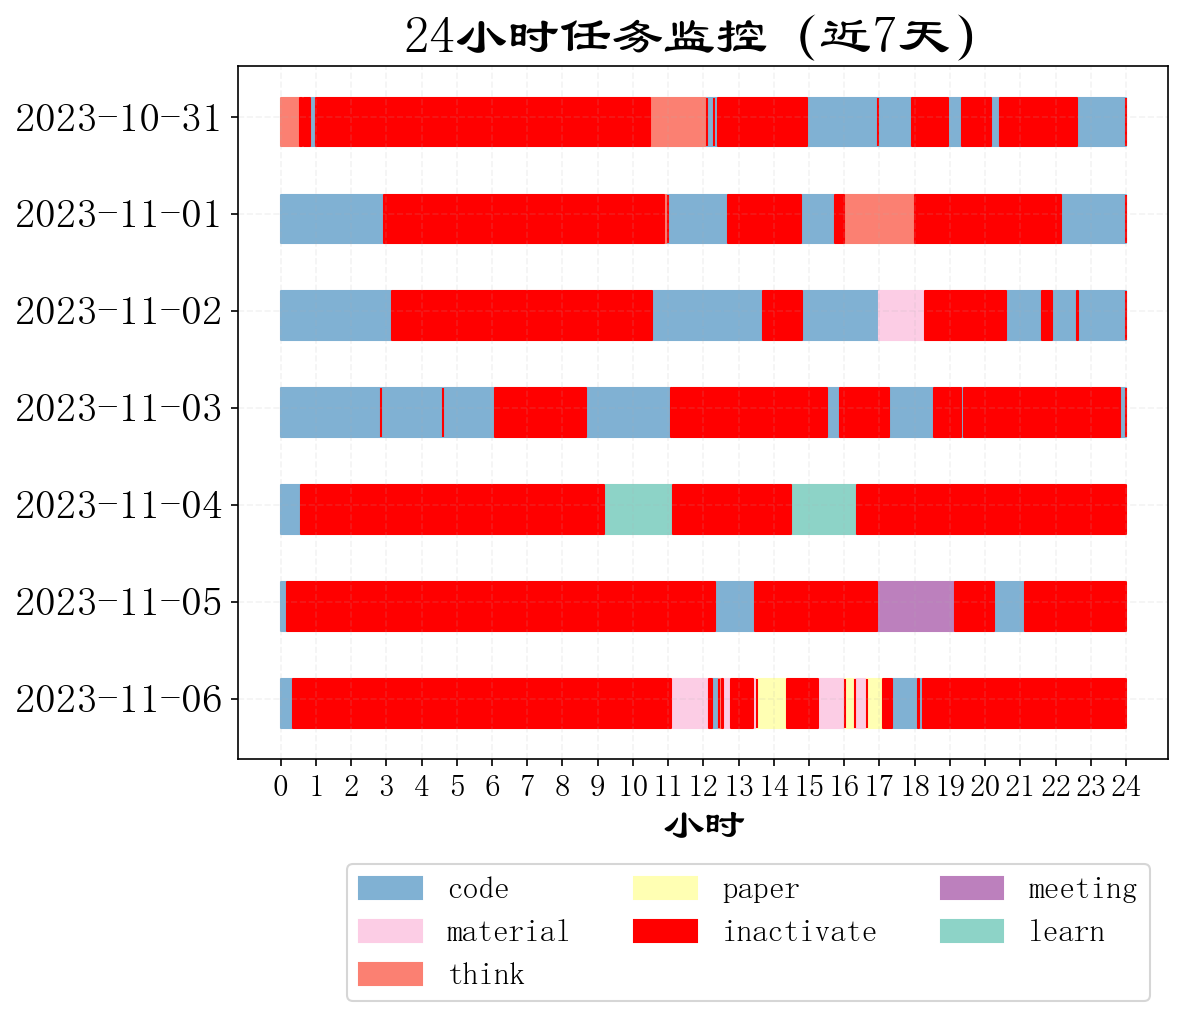 24小时任务监控 (近7天)
2023-10-31
2023-11-01
2023-11-02
2023-11-03
2023-11-04
2023-11-05
2023-11-06
0 1 2 3 4 5 6 7 8 9 10 11 12 13 14 15 16 17 18 19 20 21 22 23 24
小时
code paper meeting
material inactivate learn
think